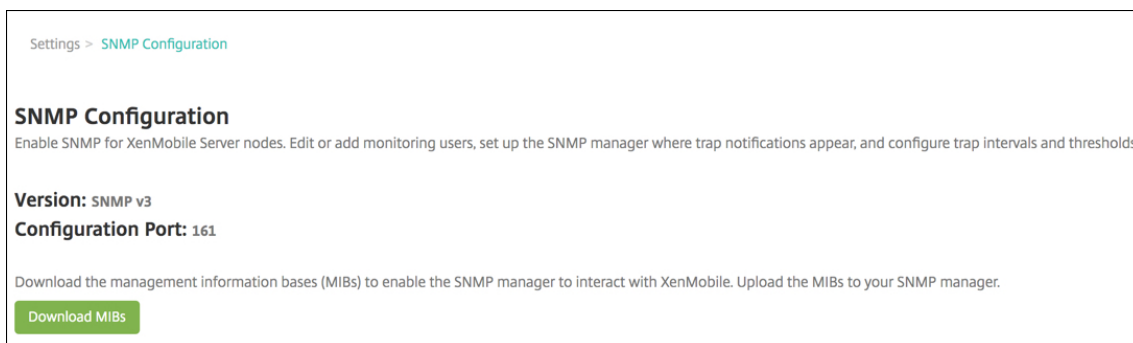 Settings > SNMP Configuration
SNMP Configuration
Enable SNMP for XenMobile Server nodes. Edit or add monitoring users, set up the SNMP manager where trap notifications appear, and configure trap intervals and thresholds
Version: SNMP v3
Configuration Port: 161
Download the management information bases (MIBs) to enable the SNMP manager to interact with XenMobile. Upload the MIBs to your SNMP manager.
Download MIBs